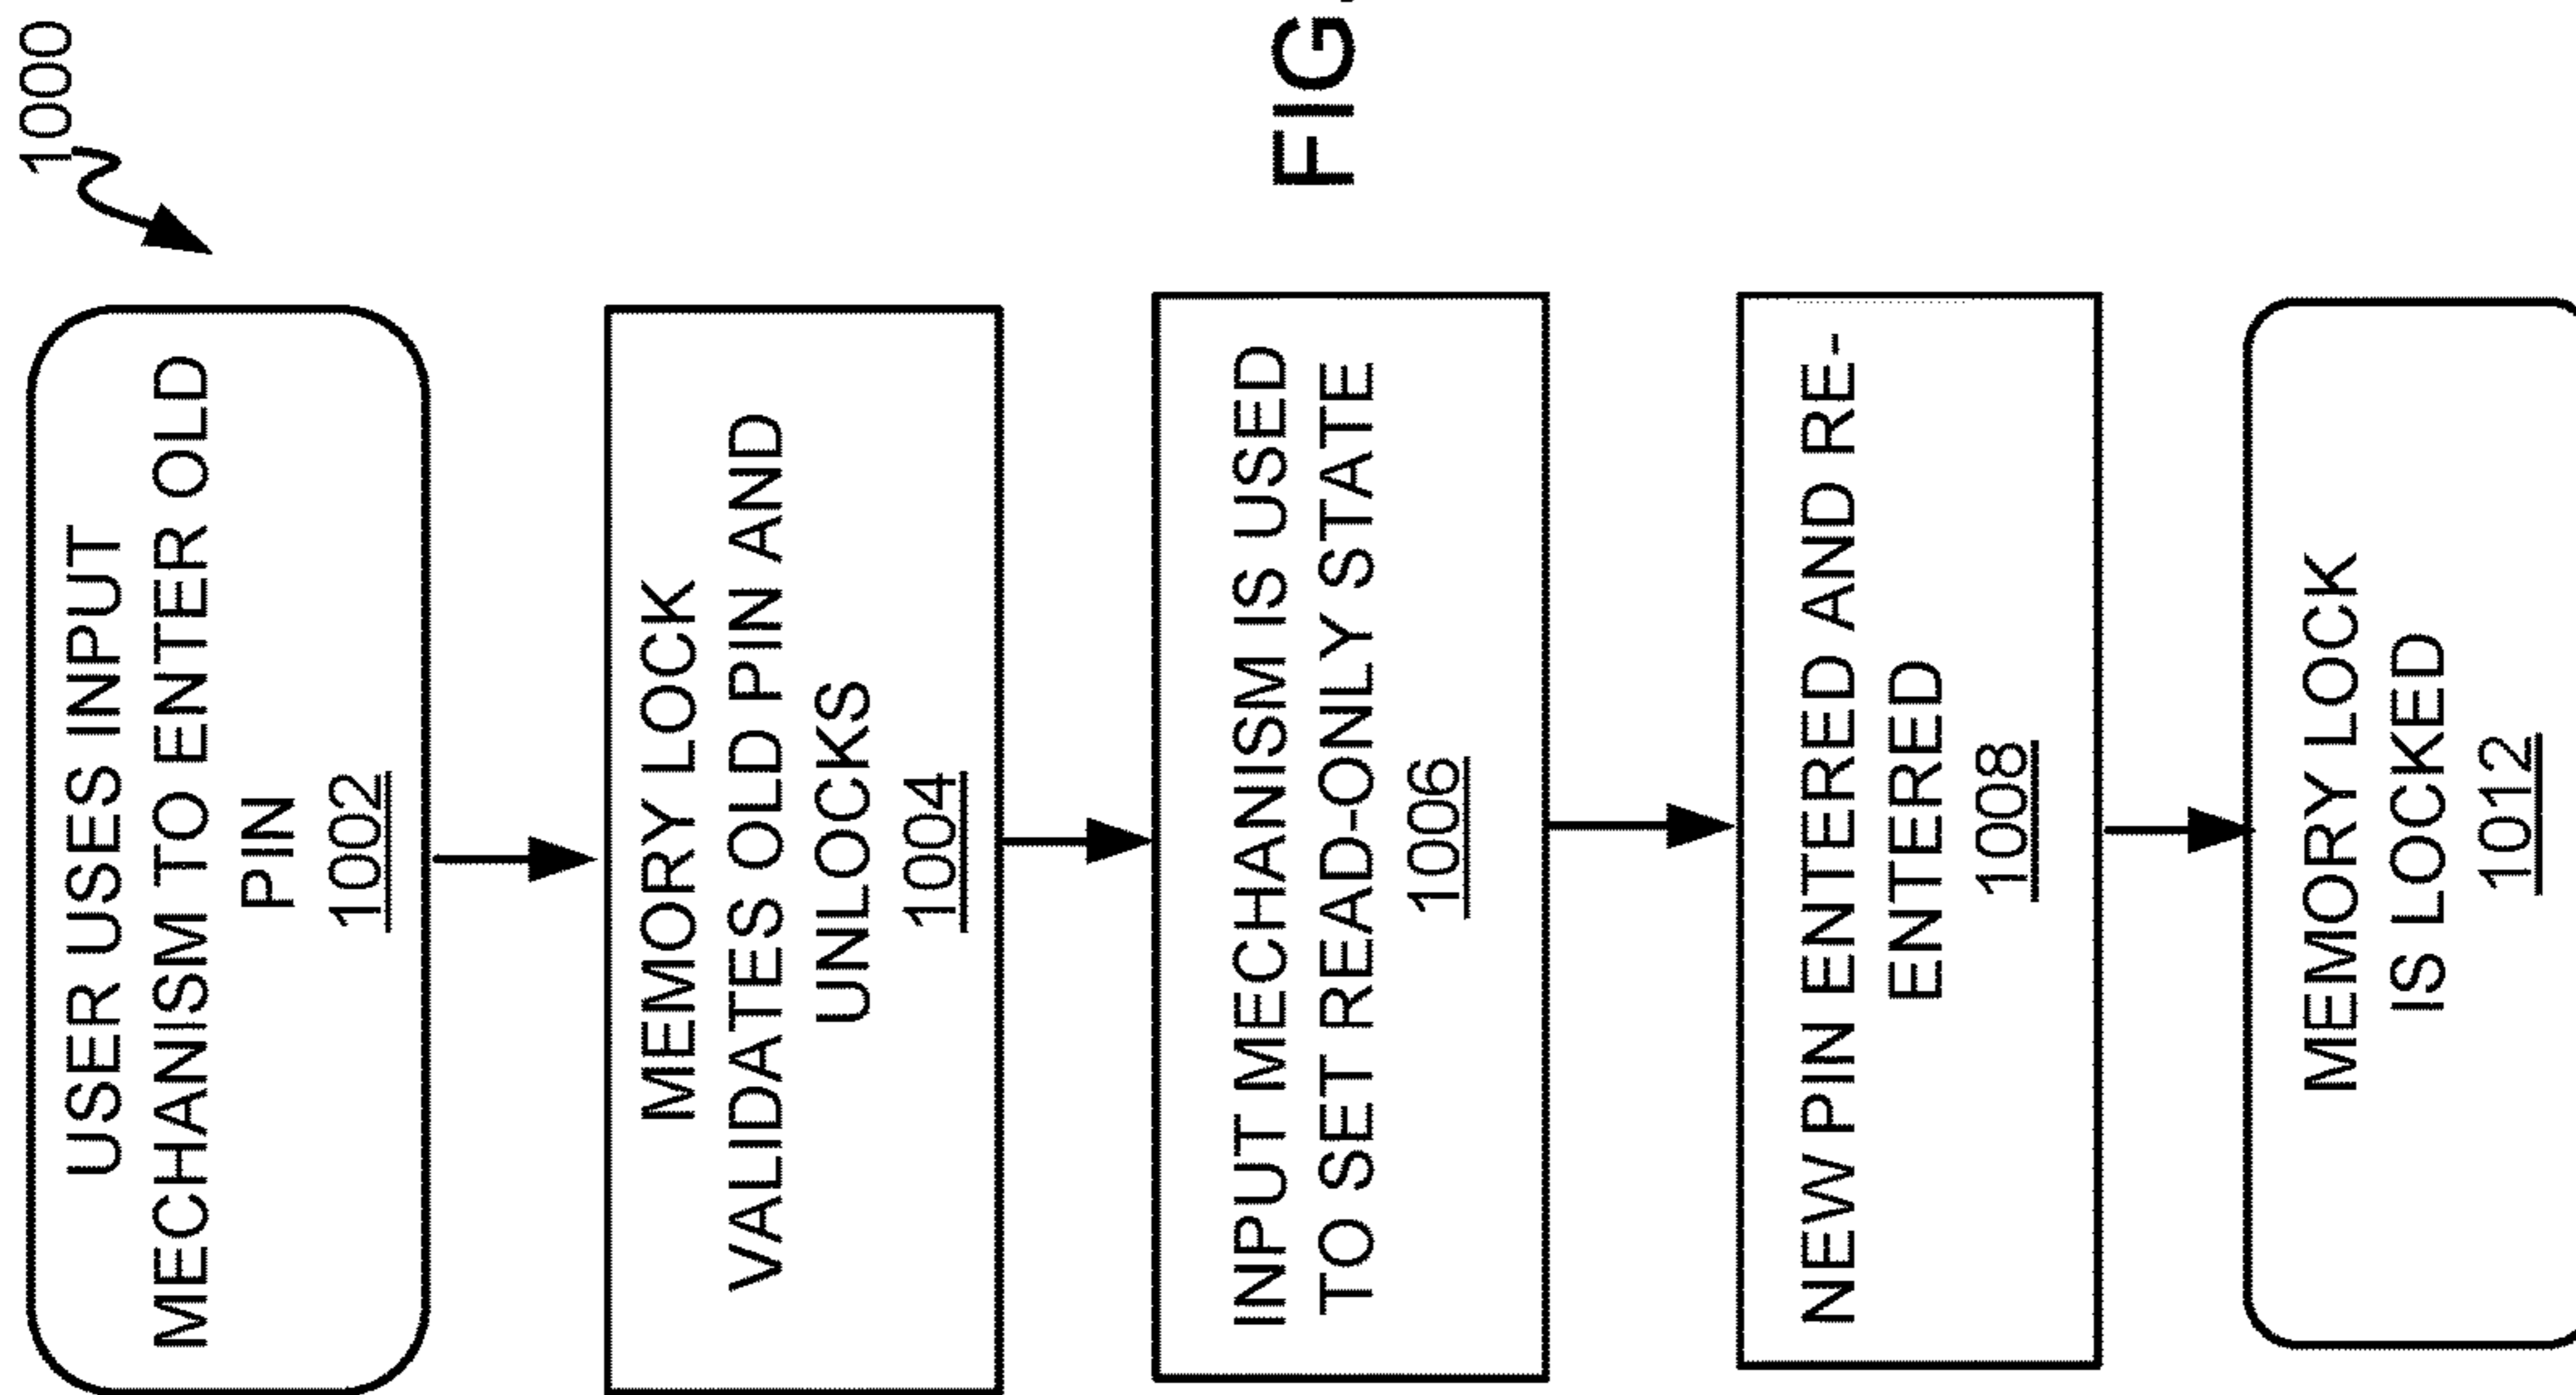 1000
USER USES INPUT
MECHANISM TO ENTER OLD
PIN
1002
MEMORY LOCK
VALIDATES OLD PIN AND
UNLOCKS
1004
INPUT MECHANISM IS USED
TO SET READ-ONLY STATE
1006
NEW PIN ENTERED AND RE-
ENTERED
1008
MEMORY LOCK
IS LOCKED
1012
FIG.